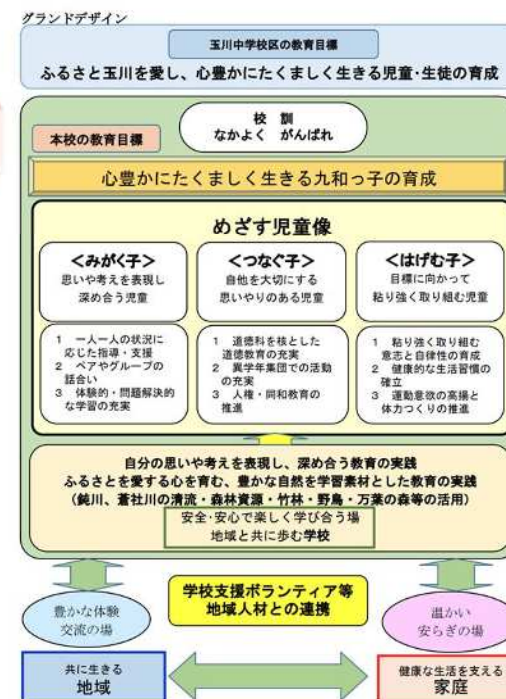 グランドデザイン
玉川中学校区の教育目標
ふるさと玉川を愛し、心豊かにたくましく生きる児童・生徒の育成
校 訓
なかよく がんばれ
本校の教育目標
心豊かにたくましく生きる九和っ子の育成
めざす児童像
<みがく子>
思いや考えを表現し
深め合う児童
<つなぐ子>
自他を大切にする
思いやりのある児童
<はげむ子>
目標に向かって
粘り強く取り組む児童
1 一人一人の状況に
応じた指導・支援
2 ペアやグループの
話合い
3 体験的・問題解決的
な学習の充実
1 道徳科を核とした
道徳教育の充実
2 異学年集団での活動
の充実
3 人権・同和教育の
推進
1 粘り強く取り組む
意志と自律性の育成
2 健康的な生活習慣の
確立
3 運動意欲の高揚と
体力つくりの推進
自分の思いや考えを表現し、深め合う教育の実践
ふるさとを愛する心を育む、豊かな自然を学習素材とした教育の実践
(鈍川、蒼社川の清流・森林資源・竹林・野鳥・万葉の森等の活用)
安全・安心で楽しく学び合う場
地域と共に歩む学校
豊かな体験
交流の場
学校支援ボランティア等
地域人材との連携
温かい
安らぎの場
共に生きる
地域
健康な生活を支える
家庭